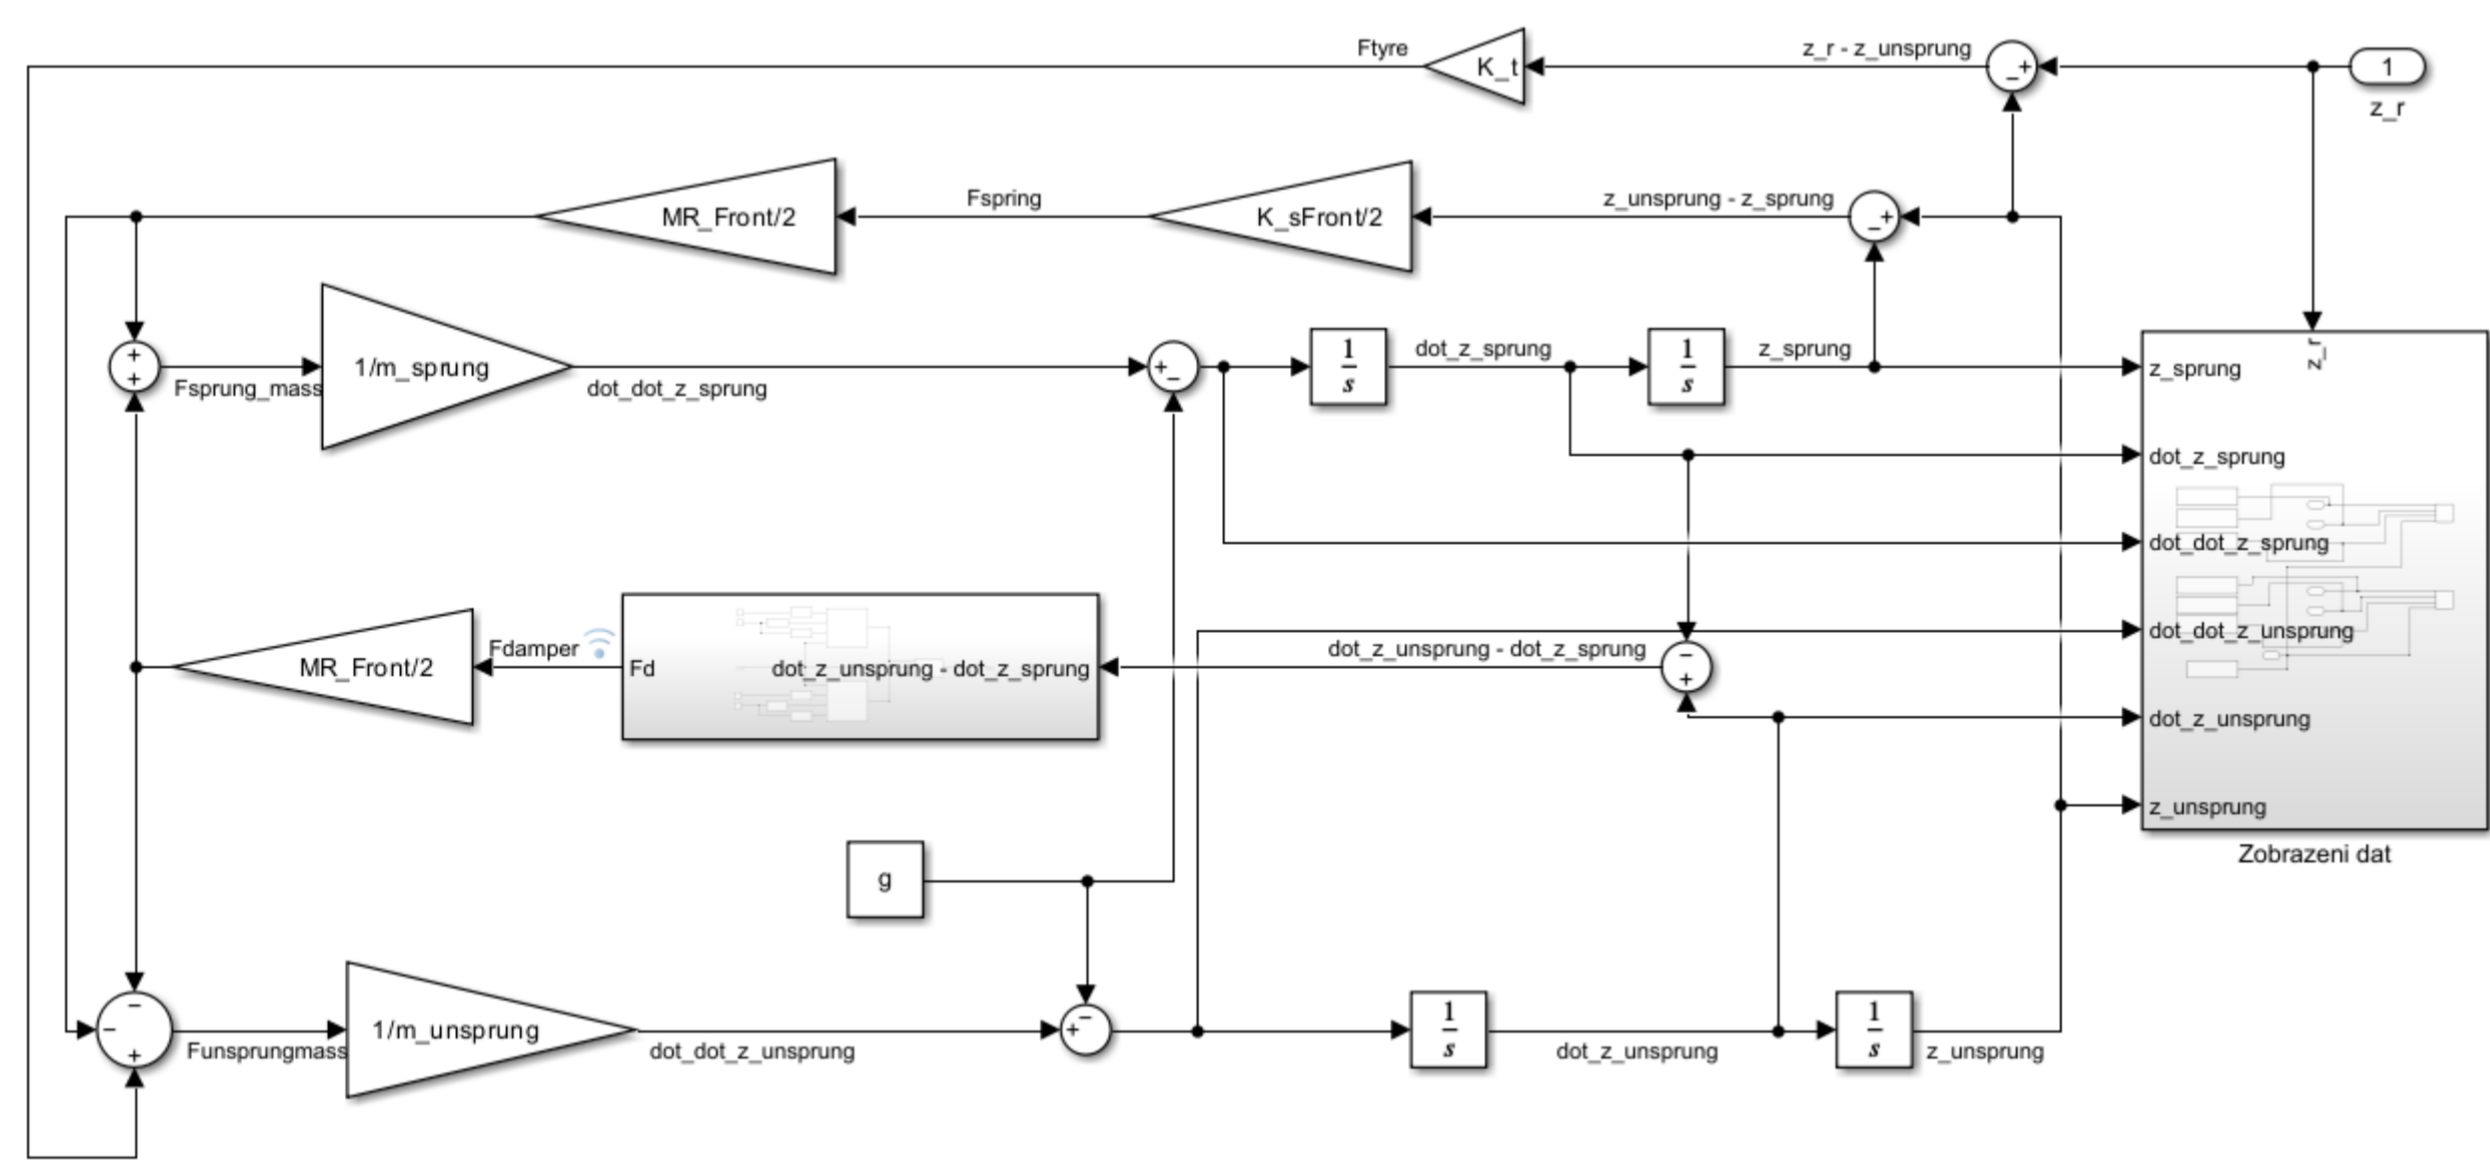 Ftyre
K_t
z_r - z_unsprung
1
z_r
MR_Front/2
Fspring
K_sFront/2
z_unsprung - z_sprung
Fsprung_mass
1/m_sprung
dot_dot_z_sprung
1
s
dot_z_sprung
1
s
z_sprung
z_r
z_sprung
dot_z_sprung
dot_dot_z_sprung
dot_dot_z_unsprung
dot_z_unsprung
z_unsprung
Zobrazeni dat
MR_Front/2
Fdamper
Fd
dot_z_unsprung - dot_z_sprung
dot_z_unsprung - dot_z_sprung
g
Funsprungmass
1/m_unsprung
dot_dot_z_unsprung
1
s
dot_z_unsprung
1
s
z_unsprung